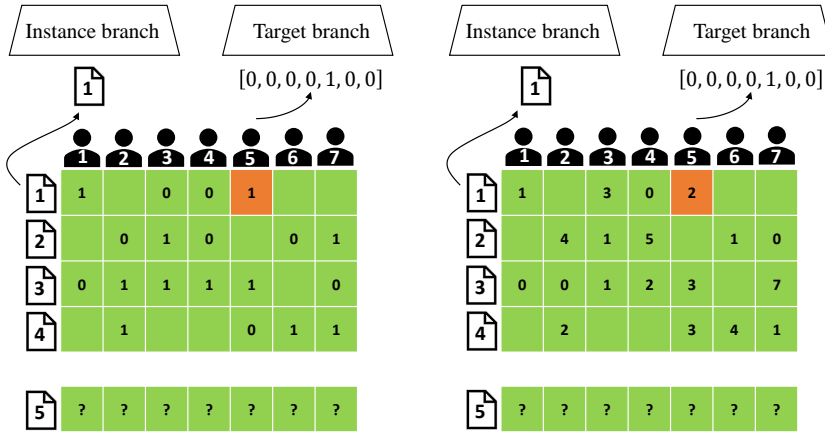 Instance branch Target branch Instance branch Target branch
1 [0, 0, 0, 0, 1, 0, 0] 1 [0, 0, 0, 0, 1, 0, 0]
1 2 3 4 5 6 7 1 2 3 4 5 6 7
1 1 0 0 1 1 1 3 0 2
2 0 1 0 0 1 2 4 1 5 1 0
3 0 1 1 1 1 0 3 0 0 1 2 3 7
4 1 0 1 1 4 2 3 4 1
5 ? ? ? ? ? ? ? 5 ? ? ? ? ? ? ?